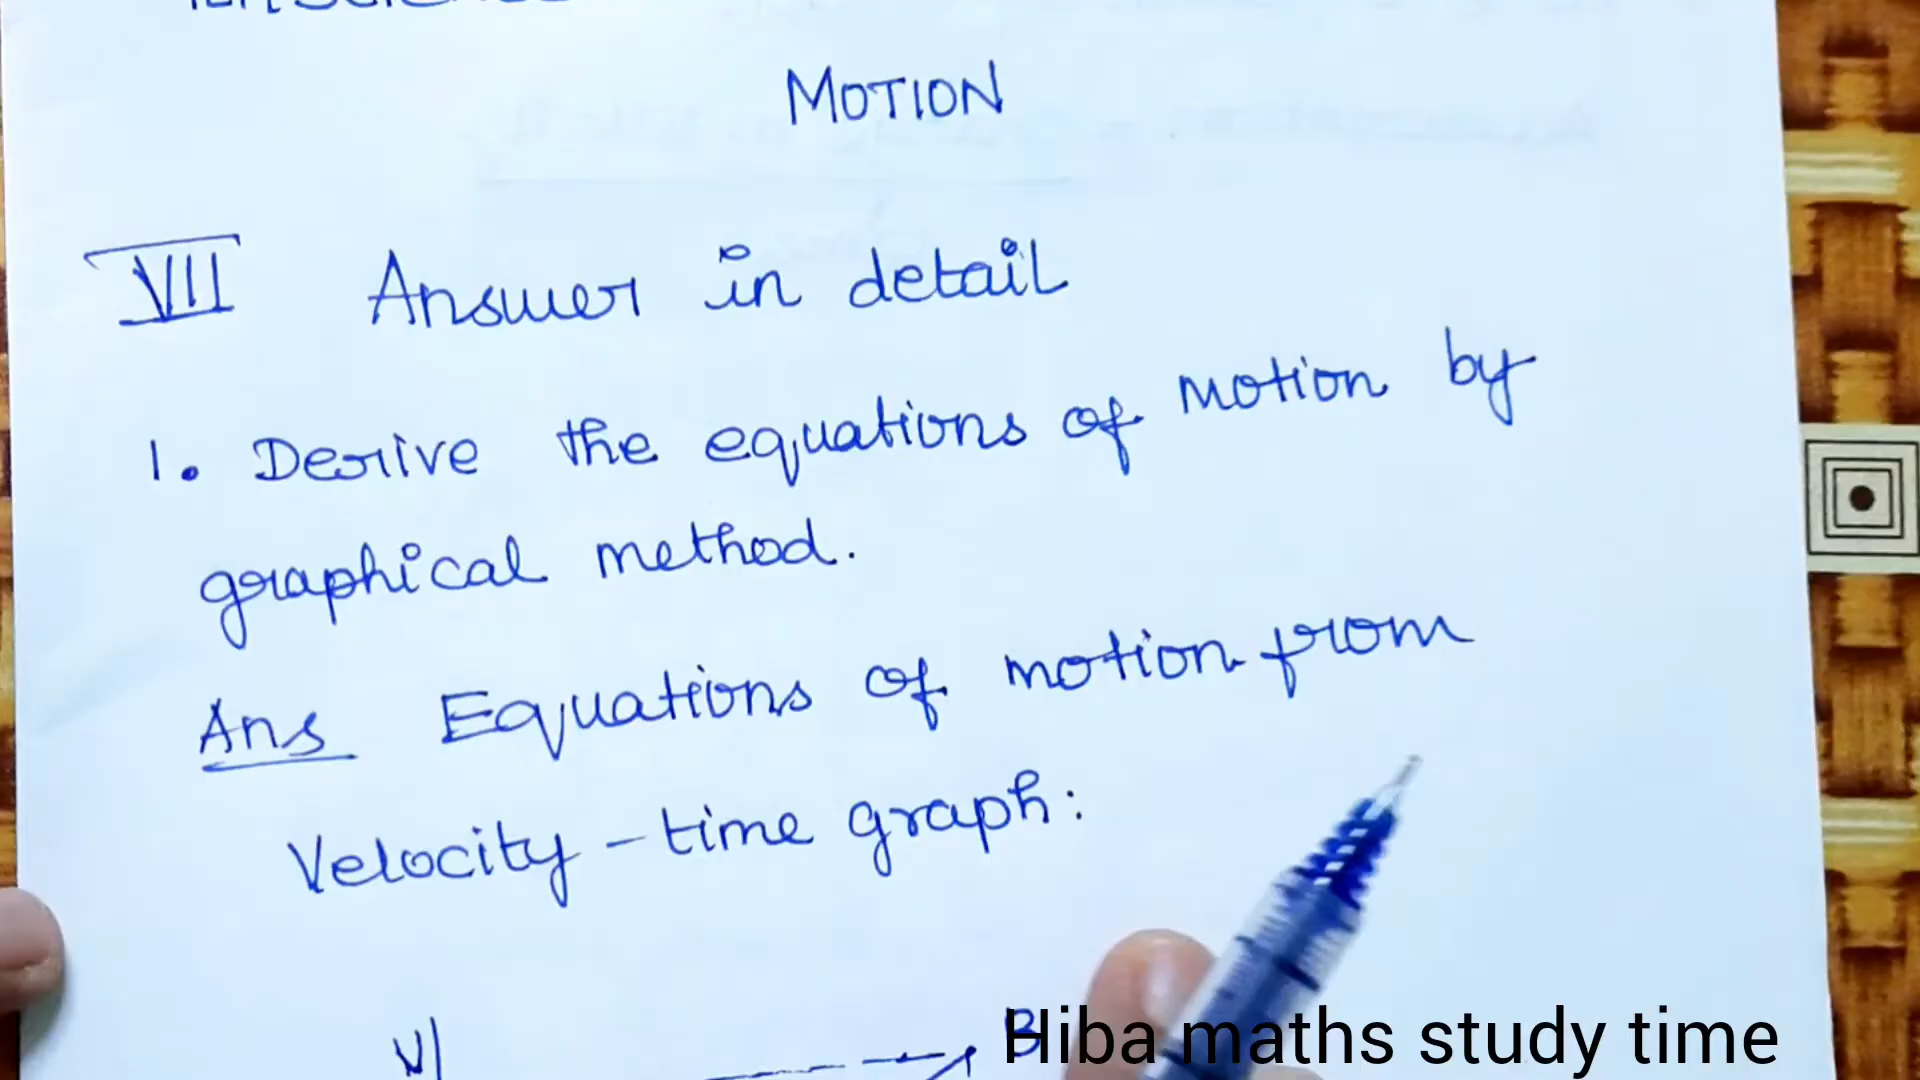 MOTION
VII Answer in detail
1. Derive the equations of motion by
graphical method.
Ans Equations of motion from
Velocity - time graph:
V
B
Hiba maths study time